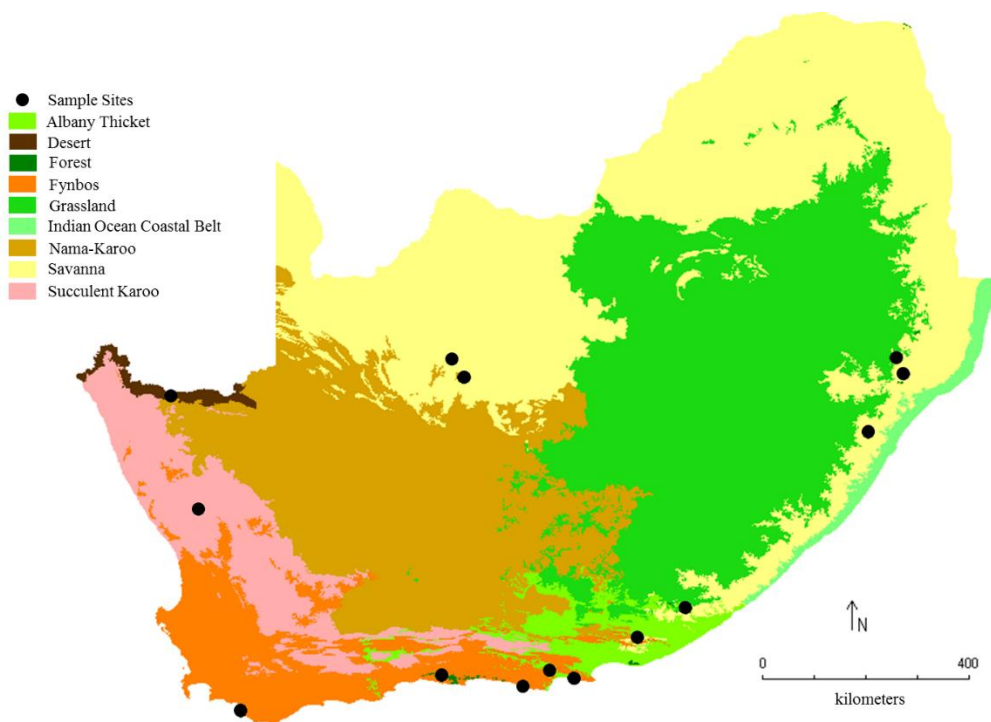 Sample Sites
Albany Thicket
Desert
Forest
Fynbos
Grassland
Indian Ocean Coastal Belt
Nama-Karoo
Savanna
Succulent Karoo
N
0 400
kilometers